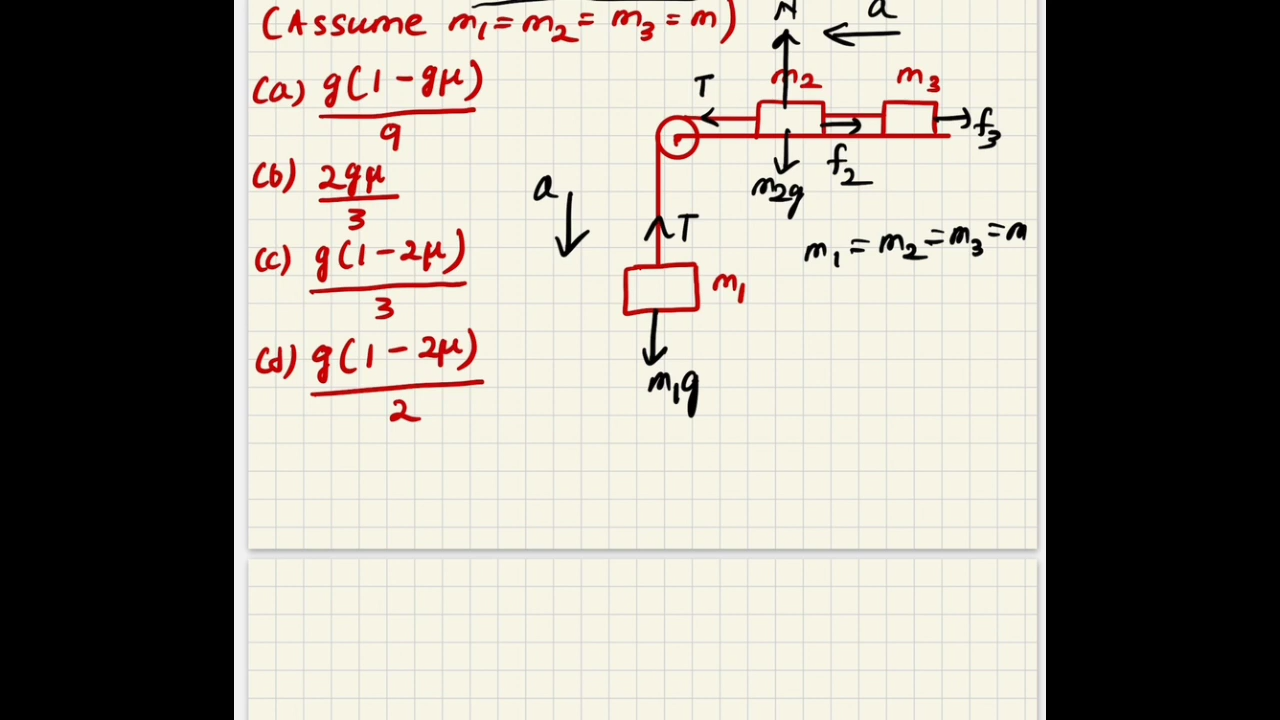 (Assume m₁ = m₂ = m₃ = m)
(a) g(1 - gμ)
9
(b) 2gμ
3
(c) g(1 - 2μ)
3
(d) g(1 - 2μ)
2
N
a
T
m₂
m₃
f₃
f₂
m₂g
a
T
m₁ = m₂ = m₃ = m
m₁
m₁g